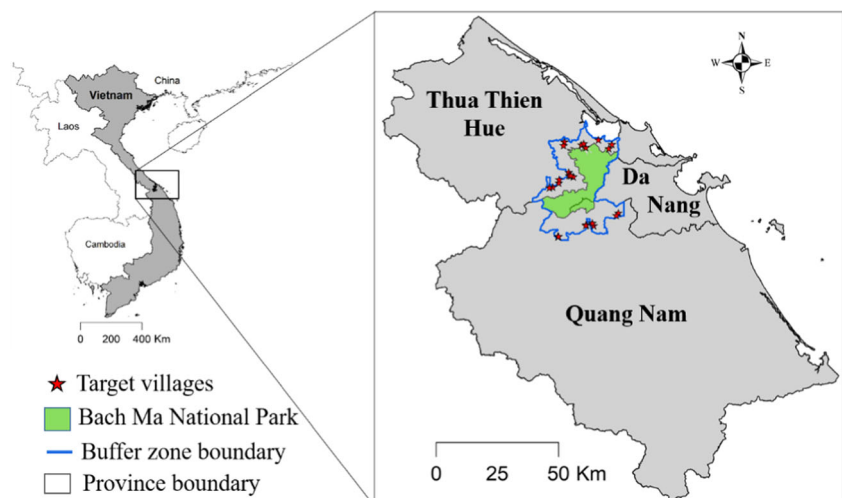 China
Vietnam
Laos
Cambodia
0 200 400 Km
Target villages
Bach Ma National Park
Buffer zone boundary
Province boundary
N
W E
S
Thua Thien
Hue
Da
Nang
Quang Nam
0 25 50 Km